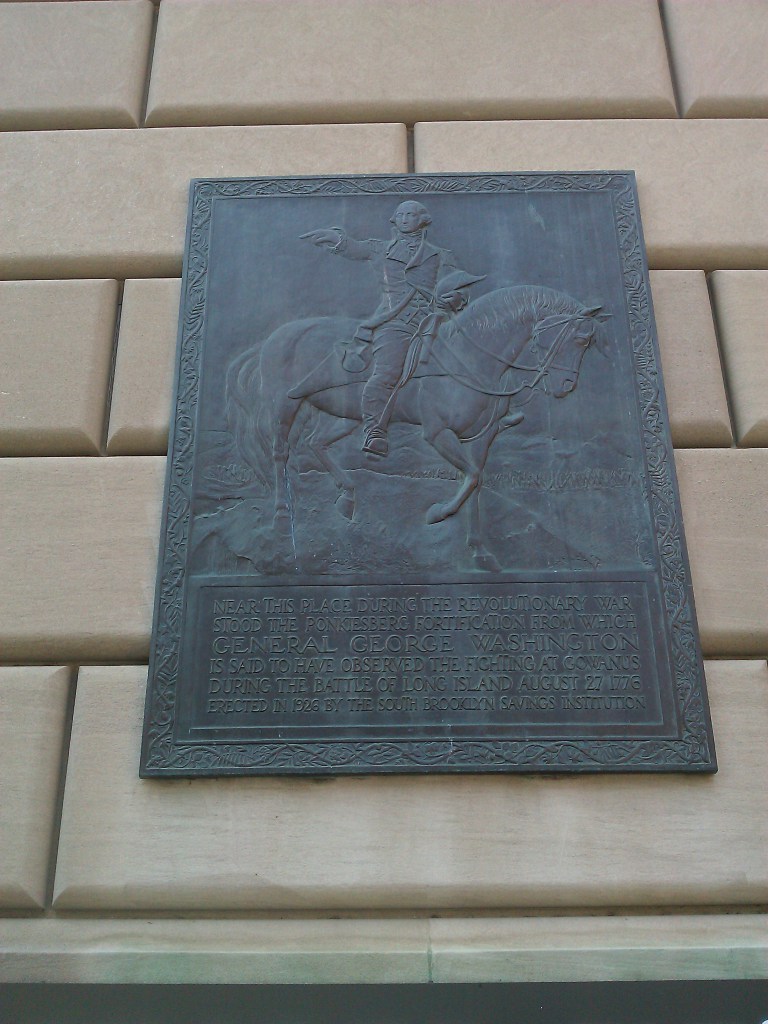 NEAR THIS PLACE DURING THE REVOLUTIONARY WAR
STOOD THE PONKIESBERG FORTIFICATION FROM WHICH
GENERAL GEORGE WASHINGTON
IS SAID TO HAVE OBSERVED THE FIGHTING AT GOWANUS
DURING THE BATTLE OF LONG ISLAND AUGUST 27 1776
ERECTED IN 1926 BY THE SOUTH BROOKLYN SAVINGS INSTITUTION